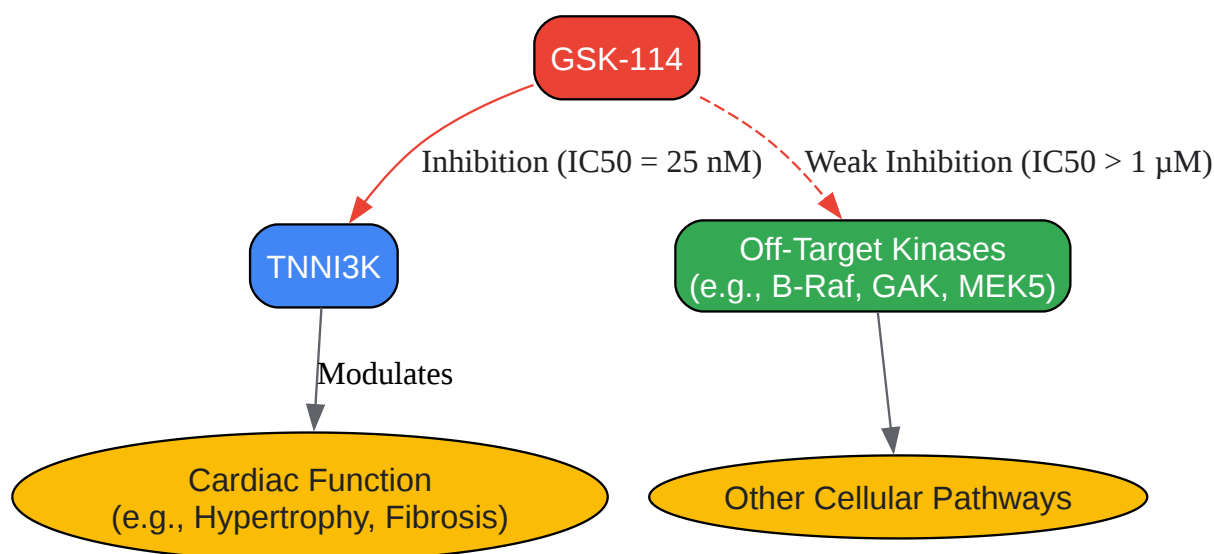 GSK-114
Inhibition (IC50 = 25 nM)
Weak Inhibition (IC50 > 1 µM)
TNNI3K
Off-Target Kinases
(e.g., B-Raf, GAK, MEK5)
Modulates
Cardiac Function
(e.g., Hypertrophy, Fibrosis)
Other Cellular Pathways